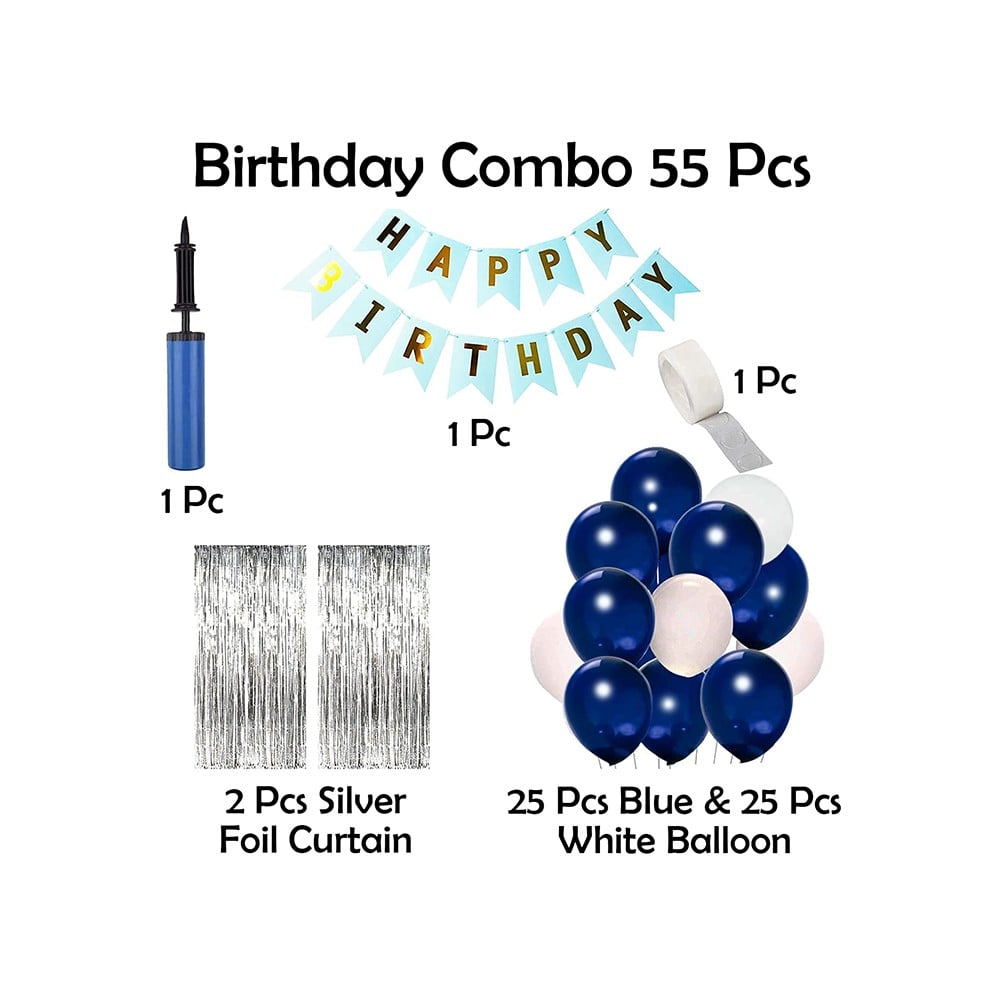 Birthday Combo 55 Pcs
HAPPY
BIRTHDAY
1 Pc
1 Pc
1 Pc
2 Pcs Silver
Foil Curtain
25 Pcs Blue & 25 Pcs
White Balloon